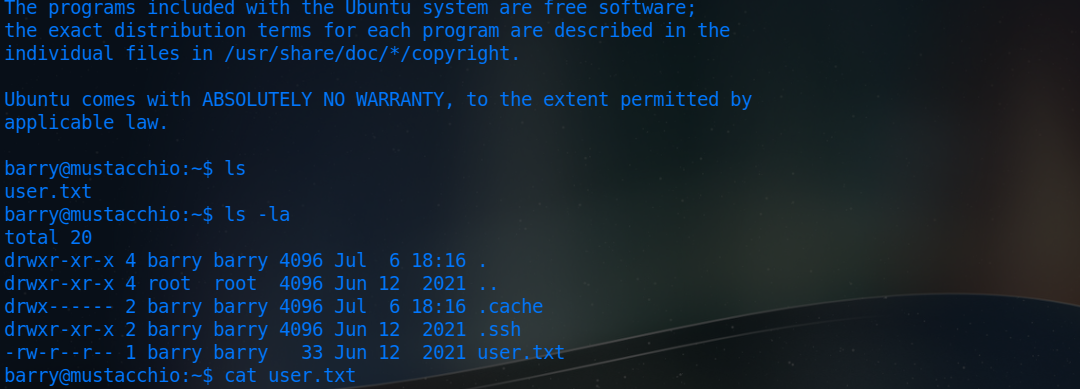 The programs included with the Ubuntu system are free software;
the exact distribution terms for each program are described in the
individual files in /usr/share/doc/*/copyright.

Ubuntu comes with ABSOLUTELY NO WARRANTY, to the extent permitted by
applicable law.

barry@mustacchio:~$ ls
user.txt
barry@mustacchio:~$ ls -la
total 20
drwxr-xr-x 4 barry barry 4096 Jul  6 18:16 .
drwxr-xr-x 4 root  root  4096 Jun 12  2021 ..
drwx------ 2 barry barry 4096 Jul  6 18:16 .cache
drwxr-xr-x 2 barry barry 4096 Jun 12  2021 .ssh
-rw-r--r-- 1 barry barry   33 Jun 12  2021 user.txt
barry@mustacchio:~$ cat user.txt